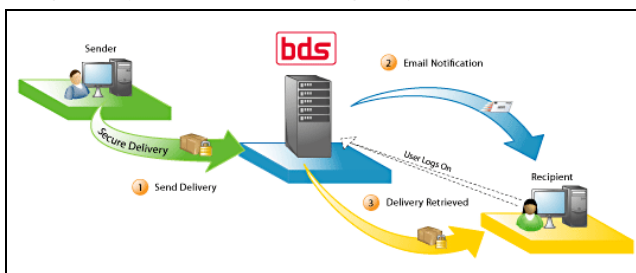 Sender
bds
2 Email Notification
Secure Delivery
User Logs On
1 Send Delivery
Recipient
3 Delivery Retrieved